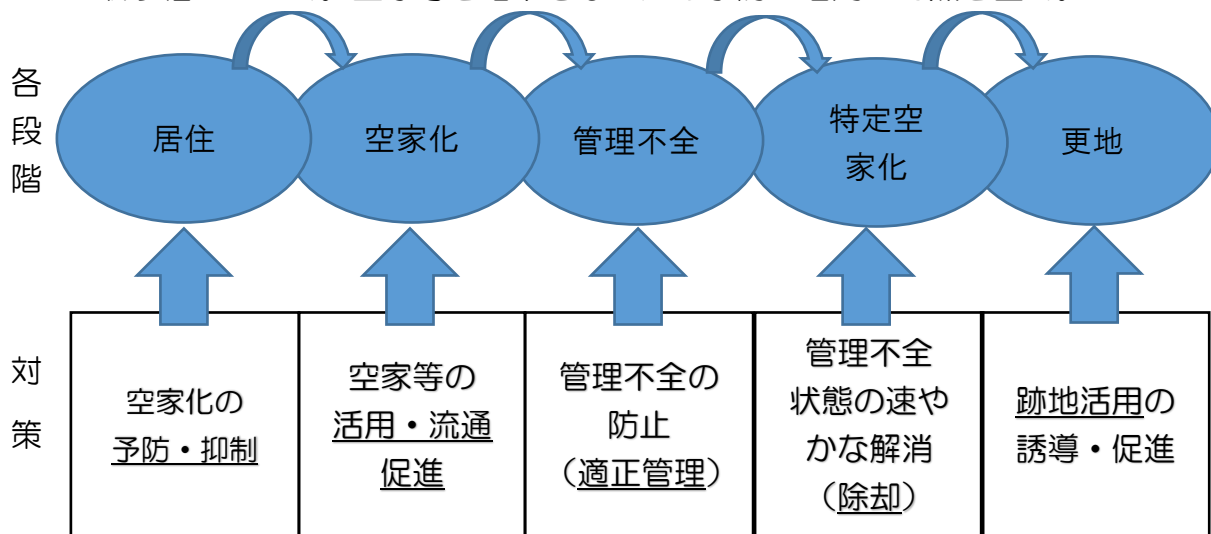 各段階
居住
空家化
管理不全
特定空
家化
更地
対策
空家化の
予防・抑制
空家等の
活用・流通
促進
管理不全の
防止
（適正管理）
管理不全
状態の速や
かな解消
（除却）
跡地活用の
誘導・促進